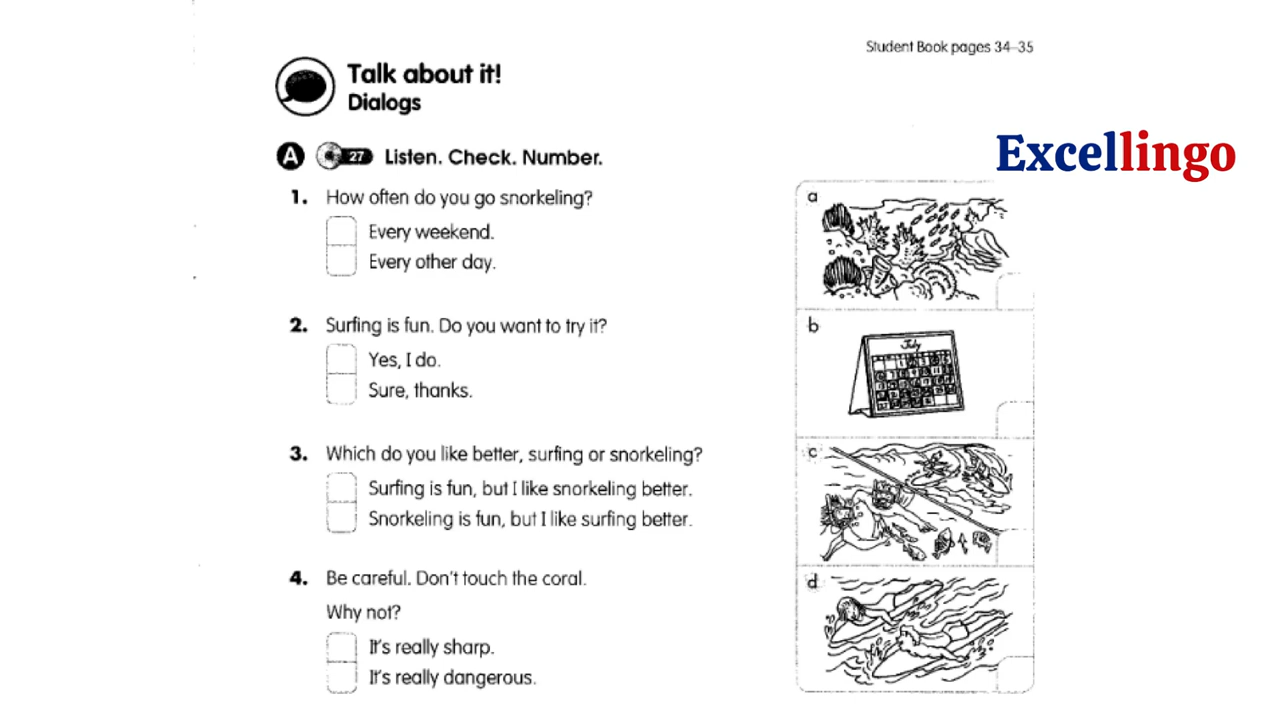 Student Book pages 34–35
Talk about it!
Dialogs
Excellingo
A 27 Listen. Check. Number.
1. How often do you go snorkeling?
Every weekend.
Every other day.
2. Surfing is fun. Do you want to try it?
Yes, I do.
Sure, thanks.
3. Which do you like better, surfing or snorkeling?
Surfing is fun, but I like snorkeling better.
Snorkeling is fun, but I like surfing better.
4. Be careful. Don't touch the coral.
Why not?
It's really sharp.
It's really dangerous.
a
b
July
c
d